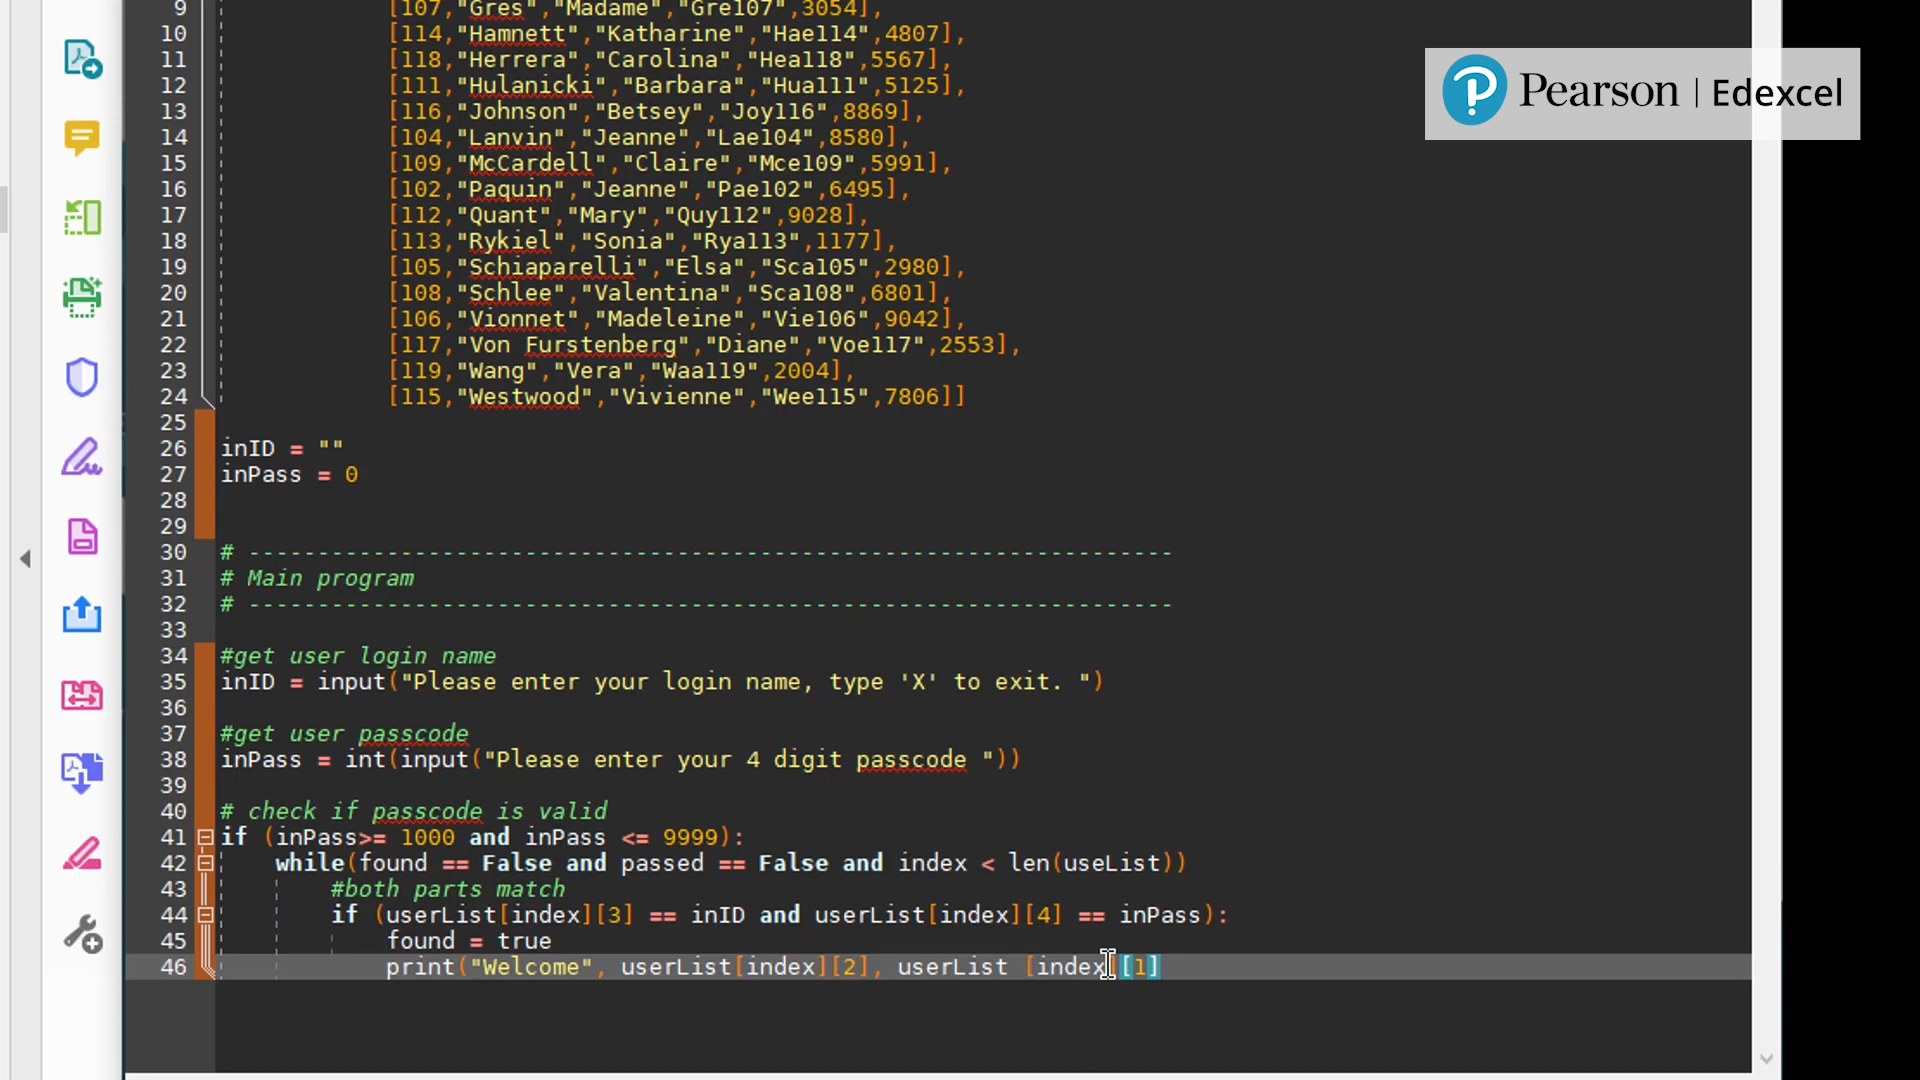 9 [107,"Gres","Madame","Gre107",3054],
10 [114,"Hamnett","Katharine","Hae114",4807],
11 [118,"Herrera","Carolina","Hea118",5567],
12 [111,"Hulanicki","Barbara","Hua111",5125],
13 [116,"Johnson","Betsey","Joy116",8869],
14 [104,"Lanvin","Jeanne","Lae104",8580],
15 [109,"McCardell","Claire","Mce109",5991],
16 [102,"Paquin","Jeanne","Pae102",6495],
17 [112,"Quant","Mary","Quy112",9028],
18 [113,"Rykiel","Sonia","Rya113",1177],
19 [105,"Schiaparelli","Elsa","Sca105",2980],
20 [108,"Schlee","Valentina","Sca108",6801],
21 [106,"Vionnet","Madeleine","Vie106",9042],
22 [117,"Von Furstenberg","Diane","Voe117",2553],
23 [119,"Wang","Vera","Waa119",2004],
24 [115,"Westwood","Vivienne","Wee115",7806]]
25
26 inID = ""
27 inPass = 0
28
29
30 # -------------------------------------------------------------------
31 # Main program
32 # -------------------------------------------------------------------
33
34 #get user login name
35 inID = input("Please enter your login name, type 'X' to exit. ")
36
37 #get user passcode
38 inPass = int(input("Please enter your 4 digit passcode "))
39
40 # check if passcode is valid
41 if (inPass>= 1000 and inPass <= 9999):
42 while(found == False and passed == False and index < len(useList))
43 #both parts match
44 if (userList[index][3] == inID and userList[index][4] == inPass):
45 found = true
46 print("Welcome", userList[index][2], userList [index[[1]
Pearson | Edexcel